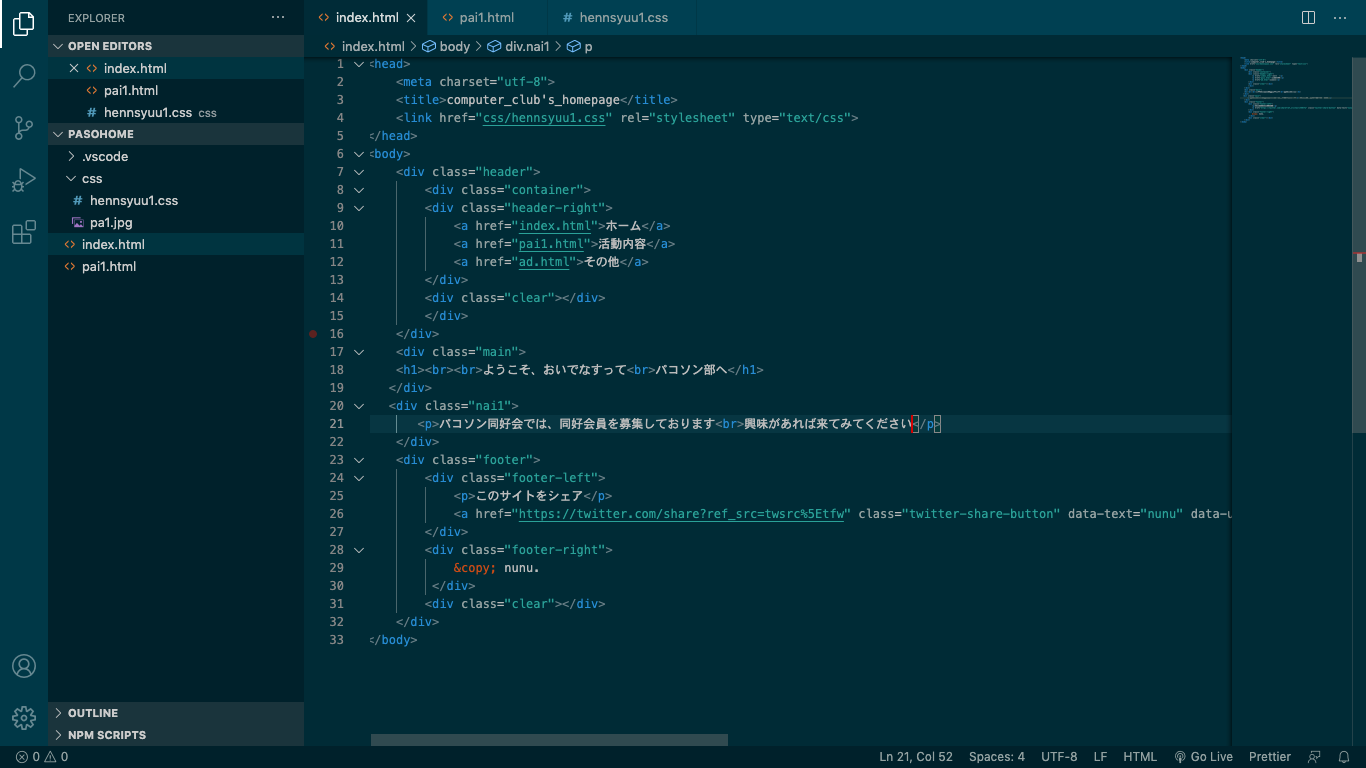 EXPLORER
OPEN EDITORS
index.html
pai1.html
hennsyuu1.css css
PASOHOME
.vscode
css
hennsyuu1.css
pa1.jpg
index.html
pai1.html
OUTLINE
NPM SCRIPTS
index.html pai1.html hennsyuu1.css
index.html > body > div.nai1 > p
1 <head>
2 <meta charset="utf-8">
3 <title>computer_club's_homepage</title>
4 <link href="css/hennsyuu1.css" rel="stylesheet" type="text/css">
5 </head>
6 <body>
7 <div class="header">
8 <div class="container">
9 <div class="header-right">
10 <a href="index.html">ホーム</a>
11 <a href="pai1.html">活動内容</a>
12 <a href="ad.html">その他</a>
13 </div>
14 <div class="clear"></div>
15 </div>
16 </div>
17 <div class="main">
18 <h1><br><br>ようこそ、おいでなすって<br>パコソン部へ</h1>
19 </div>
20 <div class="nai1">
21 <p>パコソン同好会では、同好会員を募集しております<br>興味があれば来てみてください</p>
22 </div>
23 <div class="footer">
24 <div class="footer-left">
25 <p>このサイトをシェア</p>
26 <a href="https://twitter.com/share?ref_src=twsrc%5Etfw" class="twitter-share-button" data-text="nunu" data-u
27 </div>
28 <div class="footer-right">
29 &copy; nunu.
30 </div>
31 <div class="clear"></div>
32 </div>
33 </body>
0 0 Ln 21, Col 52 Spaces: 4 UTF-8 LF HTML Go Live Prettier